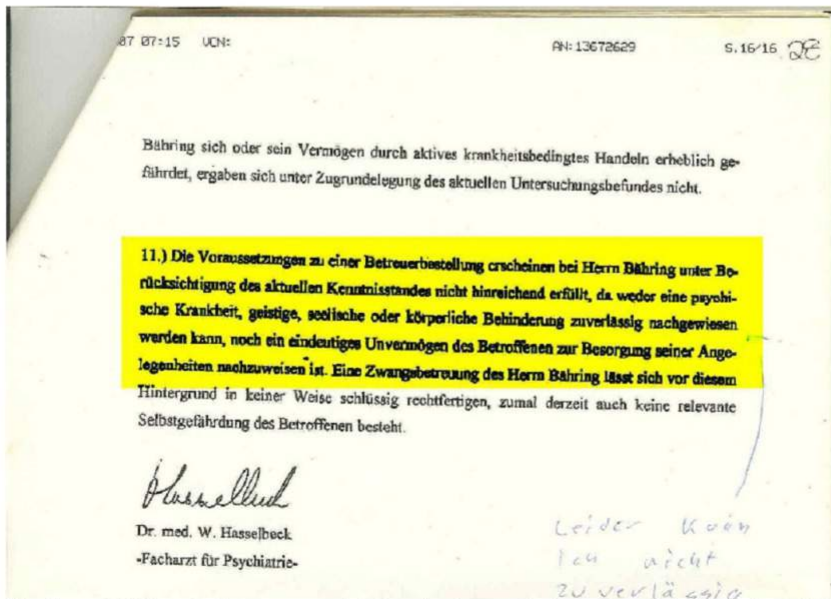 07 07:15 VCN: AN:13672629 S.16/16
Bähring sich oder sein Vermögen durch aktives krankheitsbedingtes Handeln erheblich ge-
fährdet, ergaben sich unter Zugrundelegung des aktuellen Untersuchungsbefundes nicht.
11.) Die Voraussetzungen zu einer Betreuerbestellung erscheinen bei Herrn Bähring unter Be-
rücksichtigung des aktuellen Kenntnisstandes nicht hinreichend erfüllt, da weder eine psychi-
sche Krankheit, geistige, seelische oder körperliche Behinderung zuverlässig nachgewiesen
werden kann, noch ein eindeutiges Unvermögen des Betroffenen zur Besorgung seiner Ange-
legenheiten nachzuweisen ist. Eine Zwangsbetreuung des Herrn Bähring lässt sich vor diesem
Hintergrund in keiner Weise schlüssig rechtfertigen, zumal derzeit auch keine relevante
Selbstgefährdung des Betroffenen besteht.
Hasselbeck
Dr. med. W. Hasselbeck
-Facharzt für Psychiatrie-
Leider kann
ich nicht
zuverlässig